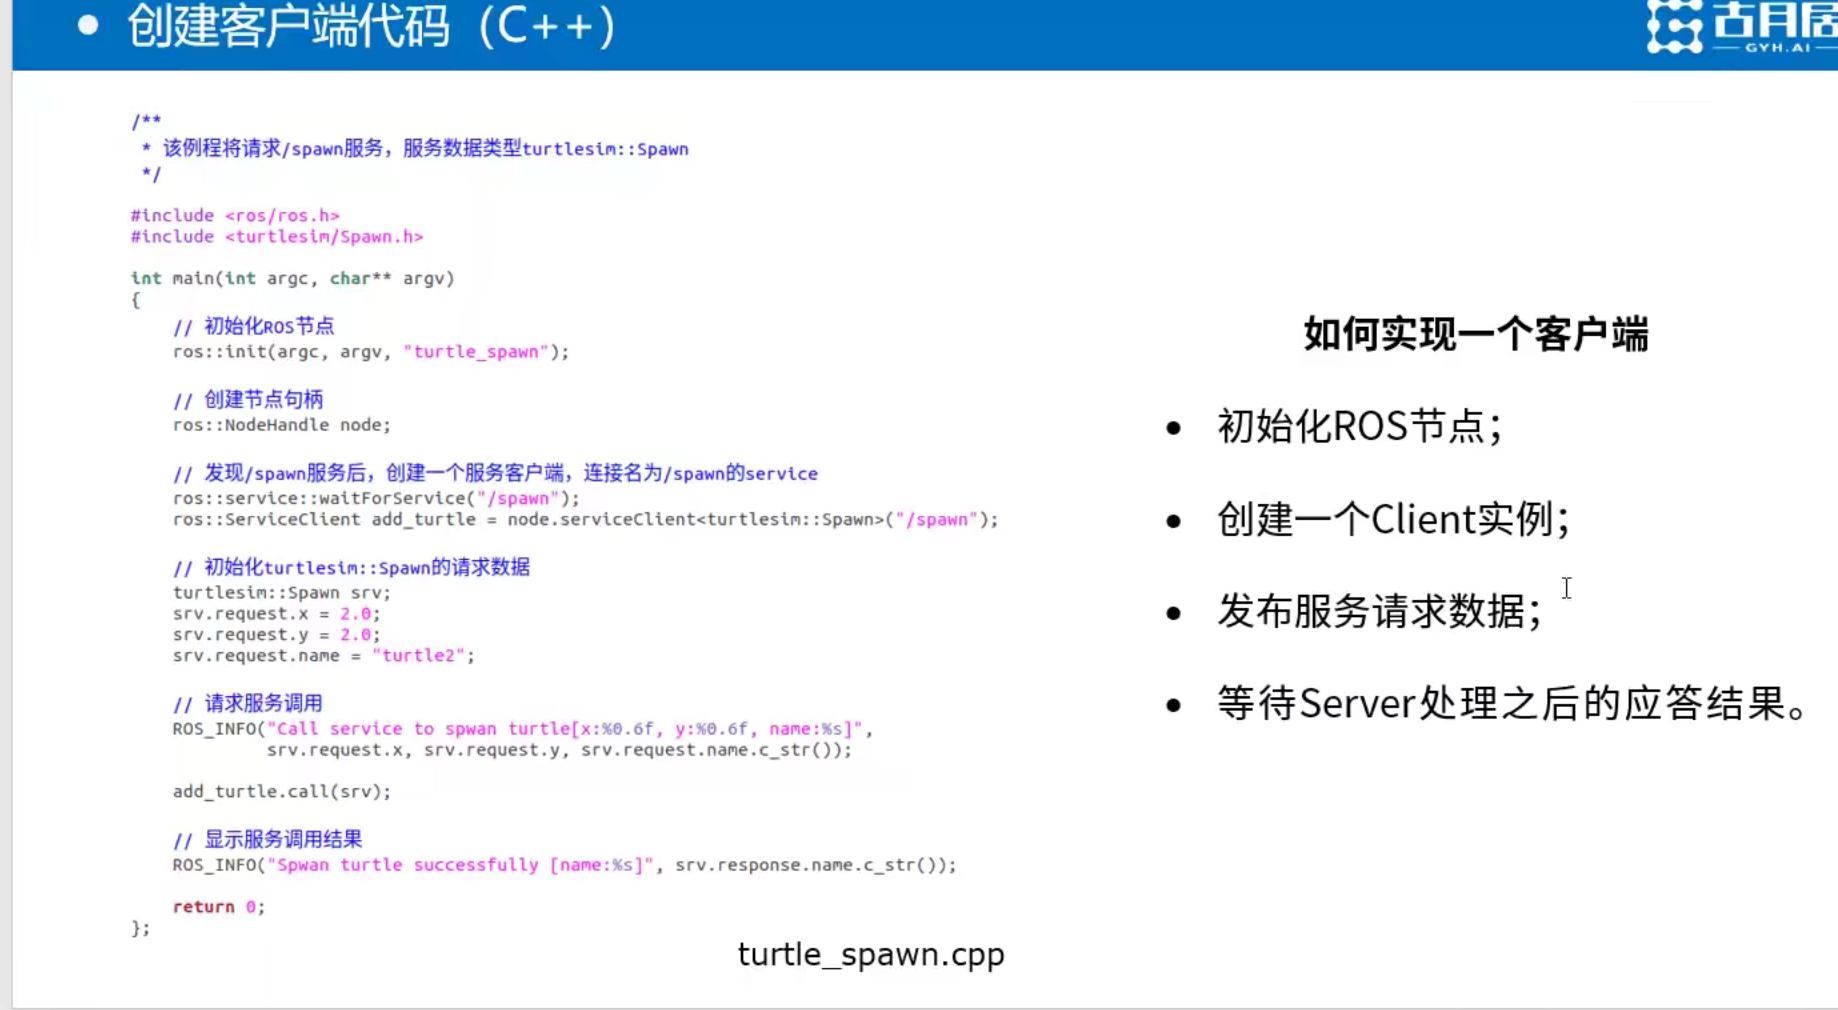 • 创建客户端代码（C++）
古月居
GYH.AI
/**
 * 该例程将请求/spawn服务，服务数据类型turtlesim::Spawn
 */
#include <ros/ros.h>
#include <turtlesim/Spawn.h>
int main(int argc, char** argv)
{
    // 初始化ROS节点
    ros::init(argc, argv, "turtle_spawn");
    // 创建节点句柄
    ros::NodeHandle node;
    // 发现/spawn服务后，创建一个服务客户端，连接名为/spawn的service
    ros::service::waitForService("/spawn");
    ros::ServiceClient add_turtle = node.serviceClient<turtlesim::Spawn>("/spawn");
    // 初始化turtlesim::Spawn的请求数据
    turtlesim::Spawn srv;
    srv.request.x = 2.0;
    srv.request.y = 2.0;
    srv.request.name = "turtle2";
    // 请求服务调用
    ROS_INFO("Call service to spwan turtle[x:%0.6f, y:%0.6f, name:%s]",
             srv.request.x, srv.request.y, srv.request.name.c_str());
    add_turtle.call(srv);
    // 显示服务调用结果
    ROS_INFO("Spwan turtle successfully [name:%s]", srv.response.name.c_str());
    return 0;
};
turtle_spawn.cpp
如何实现一个客户端
• 初始化ROS节点；
• 创建一个Client实例；
• 发布服务请求数据；
• 等待Server处理之后的应答结果。